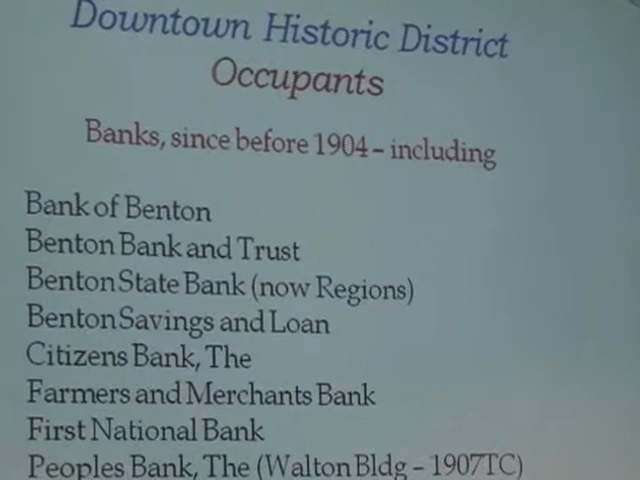 Downtown Historic District
Occupants
Banks, since before 1904 – including
Bank of Benton
Benton Bank and Trust
Benton State Bank (now Regions)
Benton Savings and Loan
Citizens Bank, The
Farmers and Merchants Bank
First National Bank
Peoples Bank, The (Walton Bldg – 1907TC)